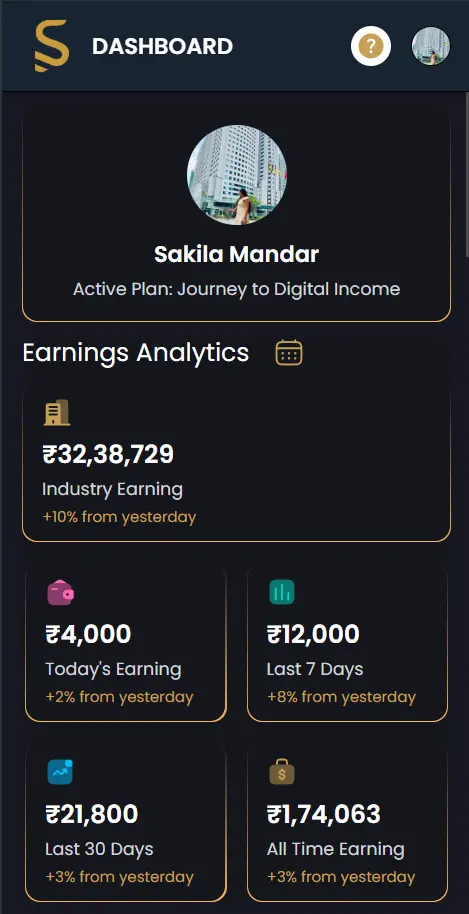 DASHBOARD
?
Sakila Mandar
Active Plan: Journey to Digital Income
Earnings Analytics
₹32,38,729
Industry Earning
+10% from yesterday
₹4,000
Today's Earning
+2% from yesterday
₹12,000
Last 7 Days
+8% from yesterday
₹21,800
Last 30 Days
+3% from yesterday
$
₹1,74,063
All Time Earning
+3% from yesterday